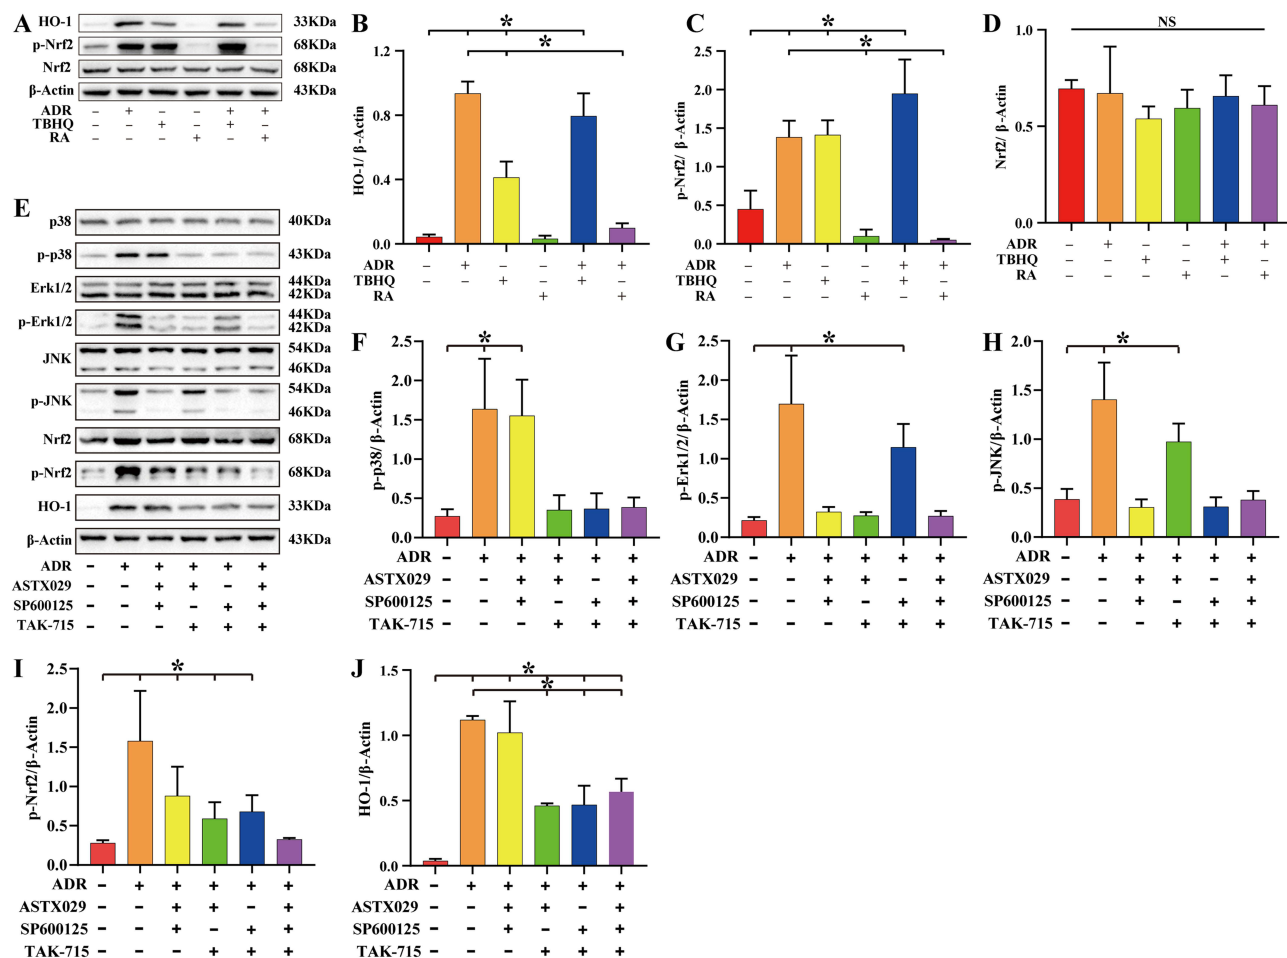 A
HO-1 33KDa
p-Nrf2 68KDa
Nrf2 68KDa
β-Actin 43KDa
ADR − + − − + +
TBHQ − − + − + −
RA − − − + − +
B
* *
HO-1/ β-Actin
1.2
0.8
0.4
0.0
ADR − + − − + +
TBHQ − − + − + −
RA − − − + − +
C
* *
p-Nrf2/ β-Actin
2.5
2.0
1.5
1.0
0.5
0.0
ADR − + − − + +
TBHQ − − + − + −
RA − − − + − +
D
NS
Nrf2/ β-Actin
1.0
0.5
0.0
ADR − + − − + +
TBHQ − − + − + −
RA − − − + − +
E
p38 40KDa
p-p38 43KDa
Erk1/2 44KDa
42KDa
p-Erk1/2 44KDa
42KDa
JNK 54KDa
46KDa
p-JNK 54KDa
46KDa
Nrf2 68KDa
p-Nrf2 68KDa
HO-1 33KDa
β-Actin 43KDa
ADR − + + + + +
ASTX029 − − + + − +
SP600125 − − + − + +
TAK-715 − − − + + +
F
*
p-p38/ β-Actin
2.5
2.0
1.5
1.0
0.5
0.0
ADR − + + + + +
ASTX029 − − + + − +
SP600125 − − + − + +
TAK-715 − − − + + +
G
*
p-Erk1/2/ β-Actin
2.5
2.0
1.5
1.0
0.5
0.0
ADR − + + + + +
ASTX029 − − + + − +
SP600125 − − + − + +
TAK-715 − − − + + +
H
*
p-JNK/β-Actin
2.0
1.5
1.0
0.5
0.0
ADR − + + + + +
ASTX029 − − + + − +
SP600125 − − + − + +
TAK-715 − − − + + +
I
*
p-Nrf2/β-Actin
2.5
2.0
1.5
1.0
0.5
0.0
ADR − + + + + +
ASTX029 − − + + − +
SP600125 − − + − + +
TAK-715 − − − + + +
J
* *
HO-1/β-Actin
1.5
1.0
0.5
0.0
ADR − + + + + +
ASTX029 − − + + − +
SP600125 − − + − + +
TAK-715 − − − + + +